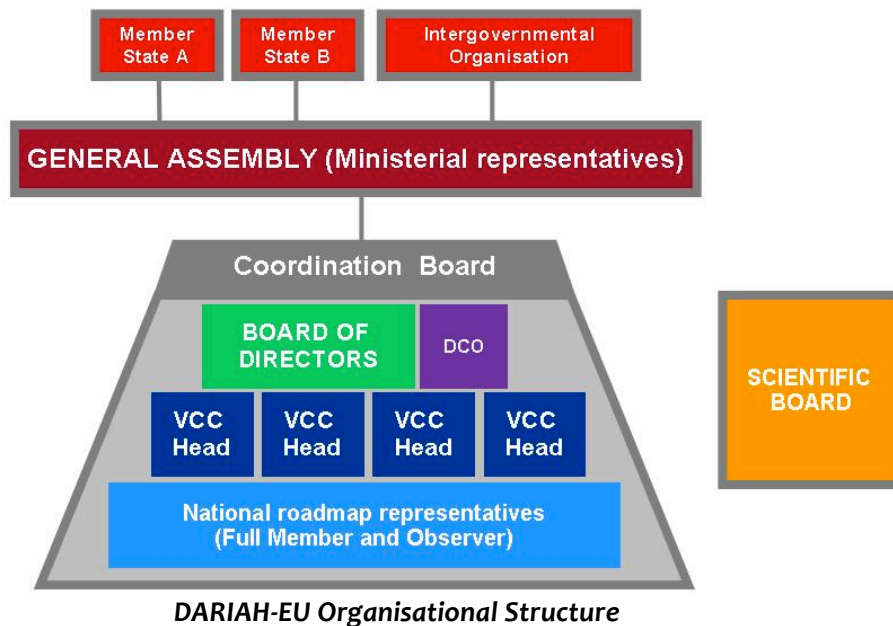 Member
State A
Member
State B
Intergovernmental
Organisation
GENERAL ASSEMBLY (Ministerial representatives)
Coordination Board
BOARD OF
DIRECTORS
DCO
VCC
Head
VCC
Head
VCC
Head
VCC
Head
National roadmap representatives
(Full Member and Observer)
SCIENTIFIC
BOARD
DARIAH-EU Organisational Structure